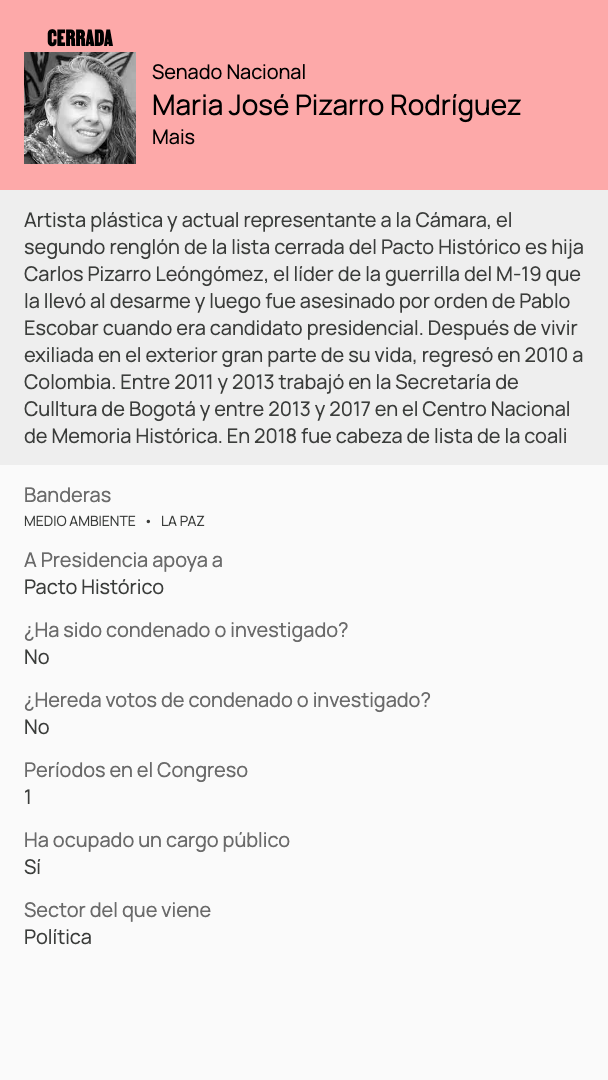 CERRADA
Senado Nacional
Maria José Pizarro Rodríguez
Mais
Artista plástica y actual representante a la Cámara, el
segundo renglón de la lista cerrada del Pacto Histórico es hija
Carlos Pizarro Leóngómez, el líder de la guerrilla del M-19 que
la llevó al desarme y luego fue asesinado por orden de Pablo
Escobar cuando era candidato presidencial. Después de vivir
exiliada en el exterior gran parte de su vida, regresó en 2010 a
Colombia. Entre 2011 y 2013 trabajó en la Secretaría de
Culltura de Bogotá y entre 2013 y 2017 en el Centro Nacional
de Memoria Histórica. En 2018 fue cabeza de lista de la coali
Banderas
MEDIO AMBIENTE • LA PAZ
A Presidencia apoya a
Pacto Histórico
¿Ha sido condenado o investigado?
No
¿Hereda votos de condenado o investigado?
No
Períodos en el Congreso
1
Ha ocupado un cargo público
Sí
Sector del que viene
Política